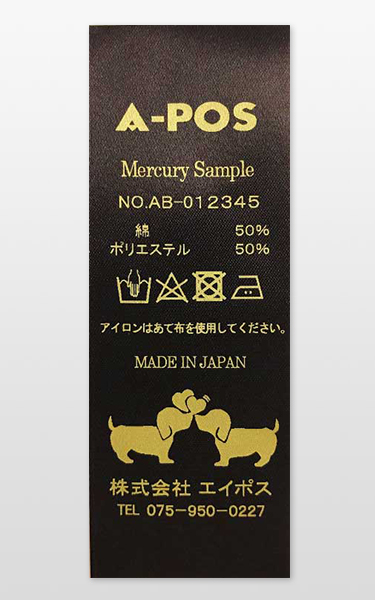 A-POS
Mercury Sample
NO.AB-012345
綿 50%
ポリエステル 50%
アイロンはあて布を使用してください。
MADE IN JAPAN
株式会社 エイポス
TEL 075-950-0227